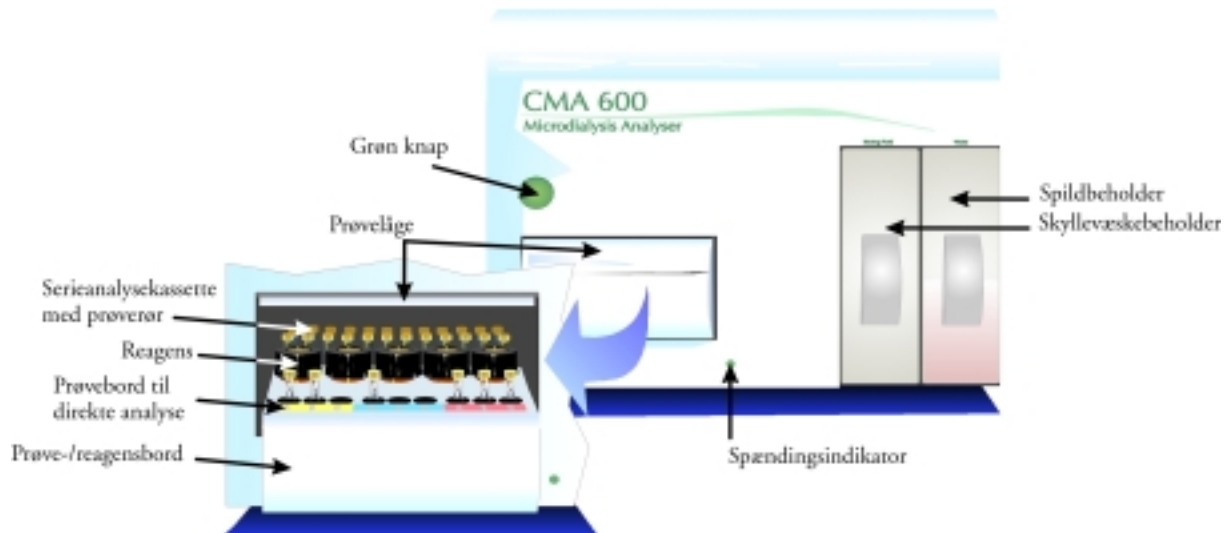 CMA 600
Microdialysis Analyser
Grøn knap
Prøvelåge
Spildbeholder
Skyllevæskebeholder
Serieanalysekassette
med prøverør
Reagens
Prøvebord til
direkte analyse
Prøve-/reagensbord
Spændingsindikator